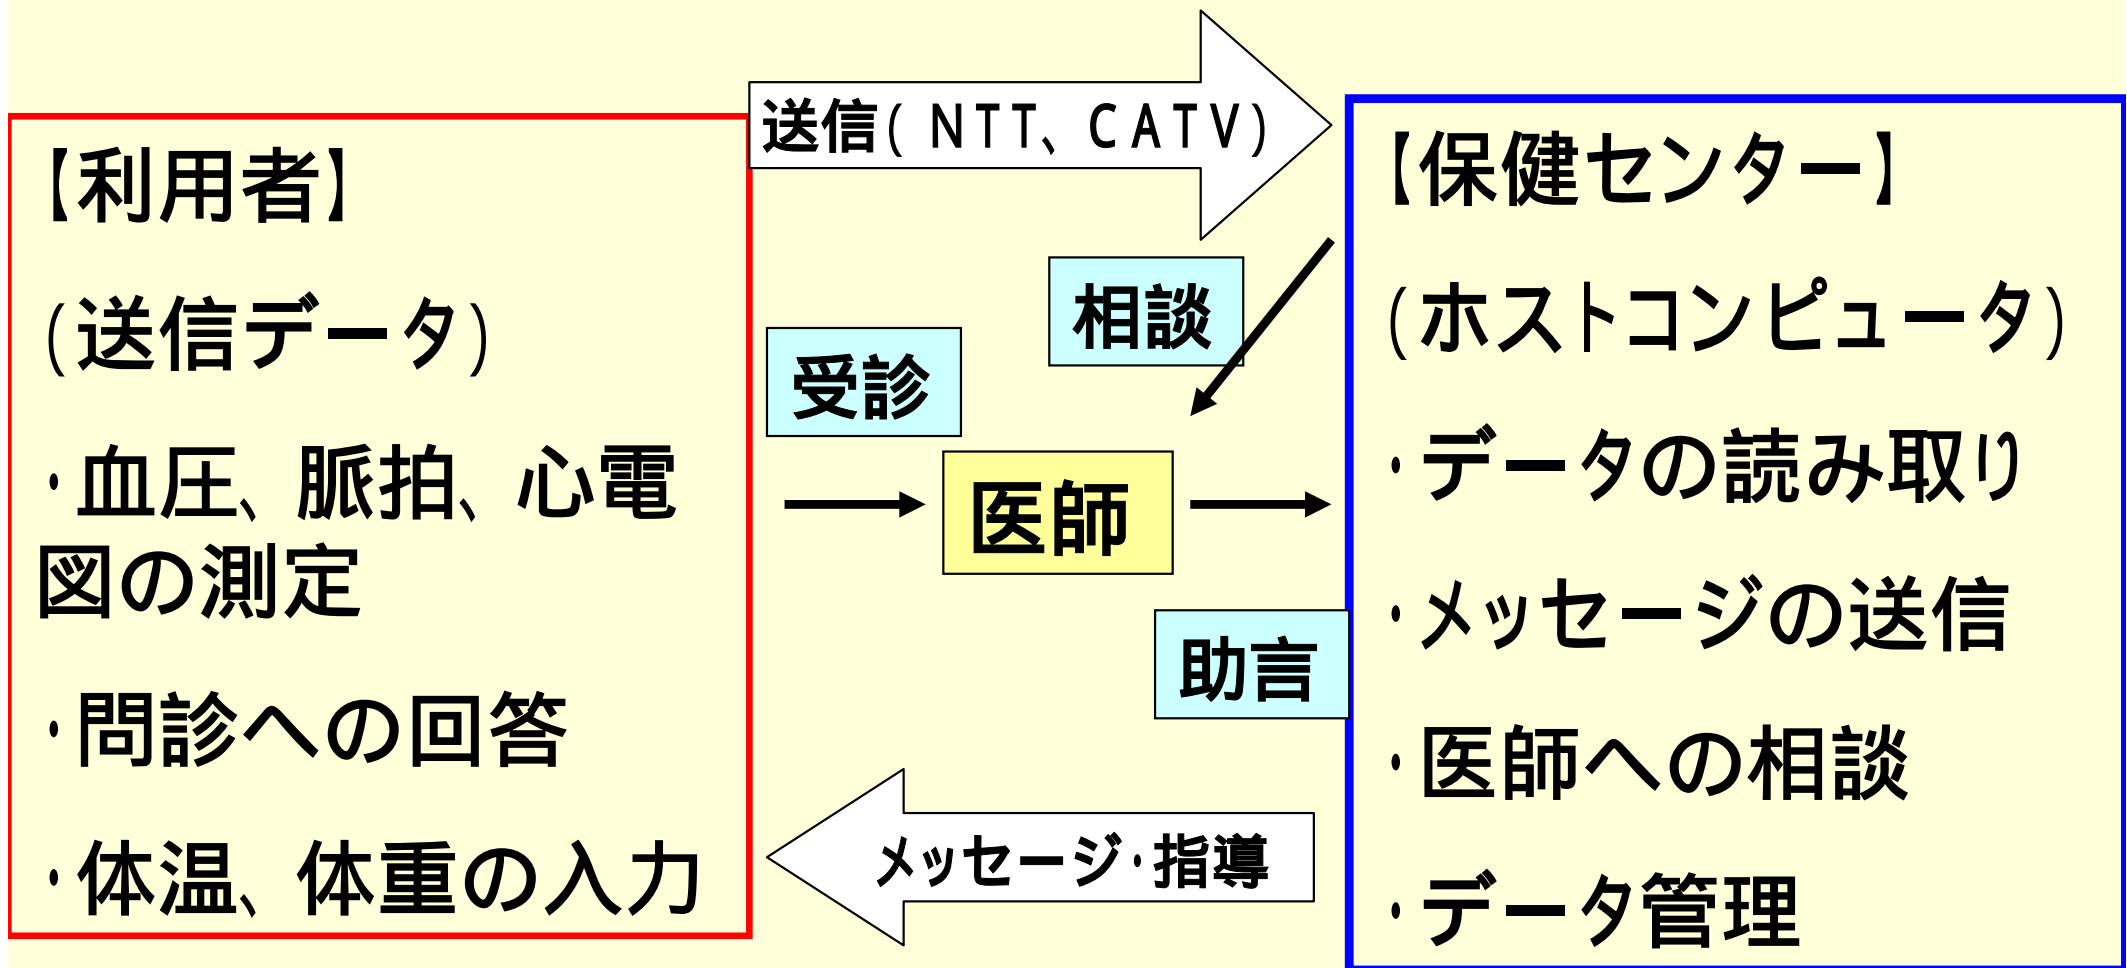 【利用者】
(送信データ)
・血圧、脈拍、心電
図の測定
・問診への回答
・体温、体重の入力
送信( NTT、CATV)
相談
受診
医師
助言
メッセージ・指導
【保健センター】
(ホストコンピュータ)
・データの読み取り
・メッセージの送信
・医師への相談
・データ管理